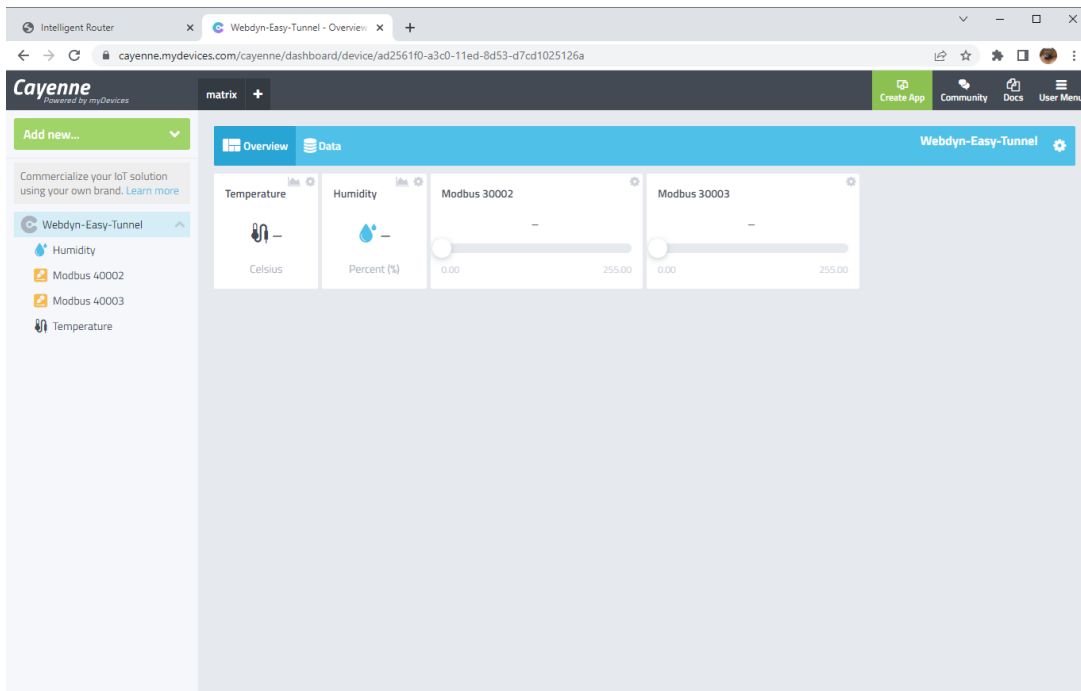 Intelligent Router
Webdyn-Easy-Tunnel - Overview
cayenne.mydevices.com/cayenne/dashboard/device/ad2561f0-a3c0-11ed-8d53-d7cd1025126a
Cayenne
Powered by myDevices
matrix +
Create App
Community
Docs
User Menu
Add new...
Commercialize your IoT solution
using your own brand. Learn more
Webdyn-Easy-Tunnel
Humidity
Modbus 40002
Modbus 40003
Temperature
Overview
Data
Webdyn-Easy-Tunnel
Temperature
–
Celsius
Humidity
–
Percent (%)
Modbus 30002
–
0.00 255.00
Modbus 30003
–
0.00 255.00